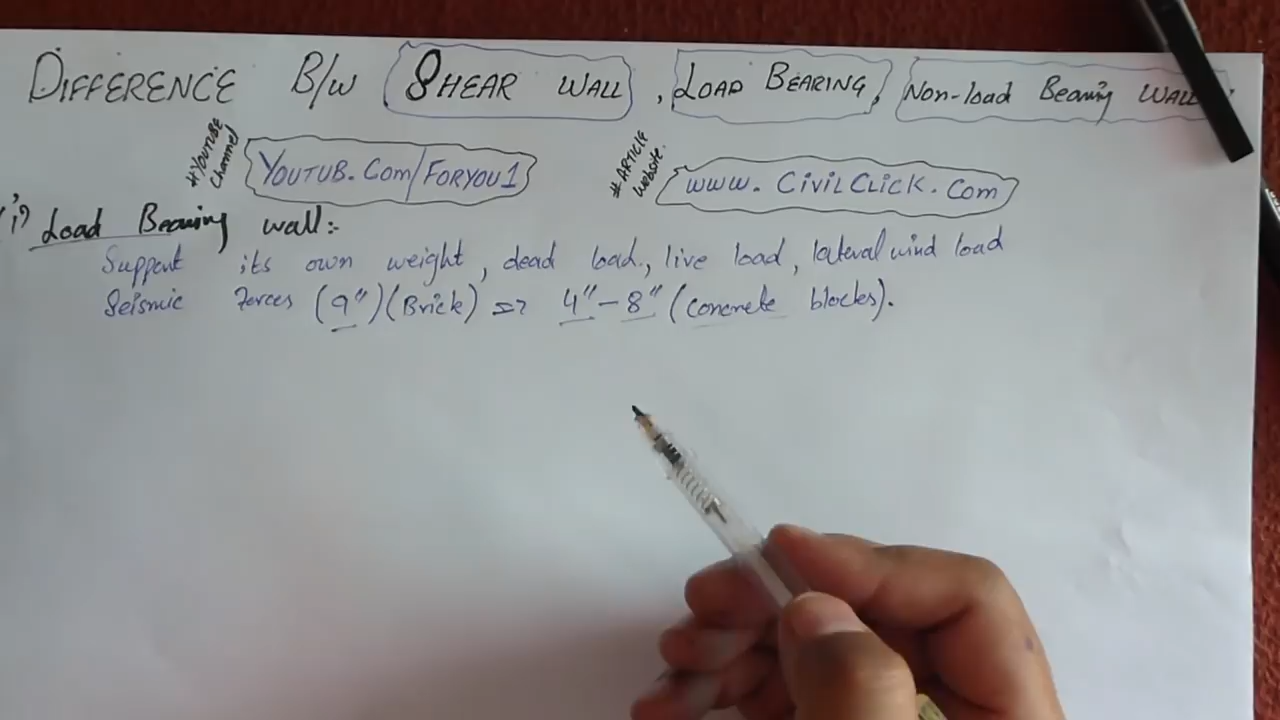 DIFFERENCE B/W SHEAR WALL, LOAD BEARING, Non-load Bearing WALL.
#YOUTUBE Channel
YOUTUB.Com/FORYOU1
#ARTICLE website.
www.CIVILCLICK.Com
(i) Load Bearing wall:-
Support its own weight, dead load, live load, lateral wind load
Seismic Forces (9") (Brick) => 4"-8" (concrete blocks).